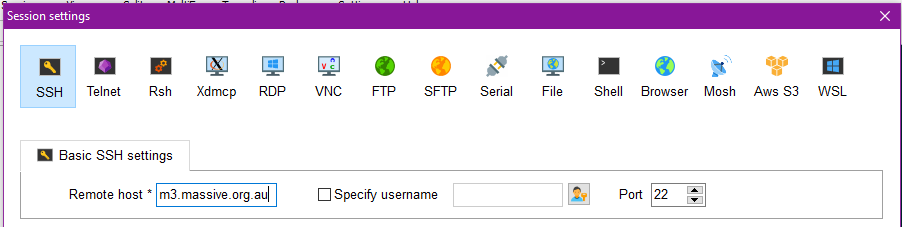 Session settings
SSH Telnet Rsh Xdmcp RDP VNC FTP SFTP Serial File Shell Browser Mosh Aws S3 WSL
Basic SSH settings
Remote host * m3.massive.org.au Specify username Port 22